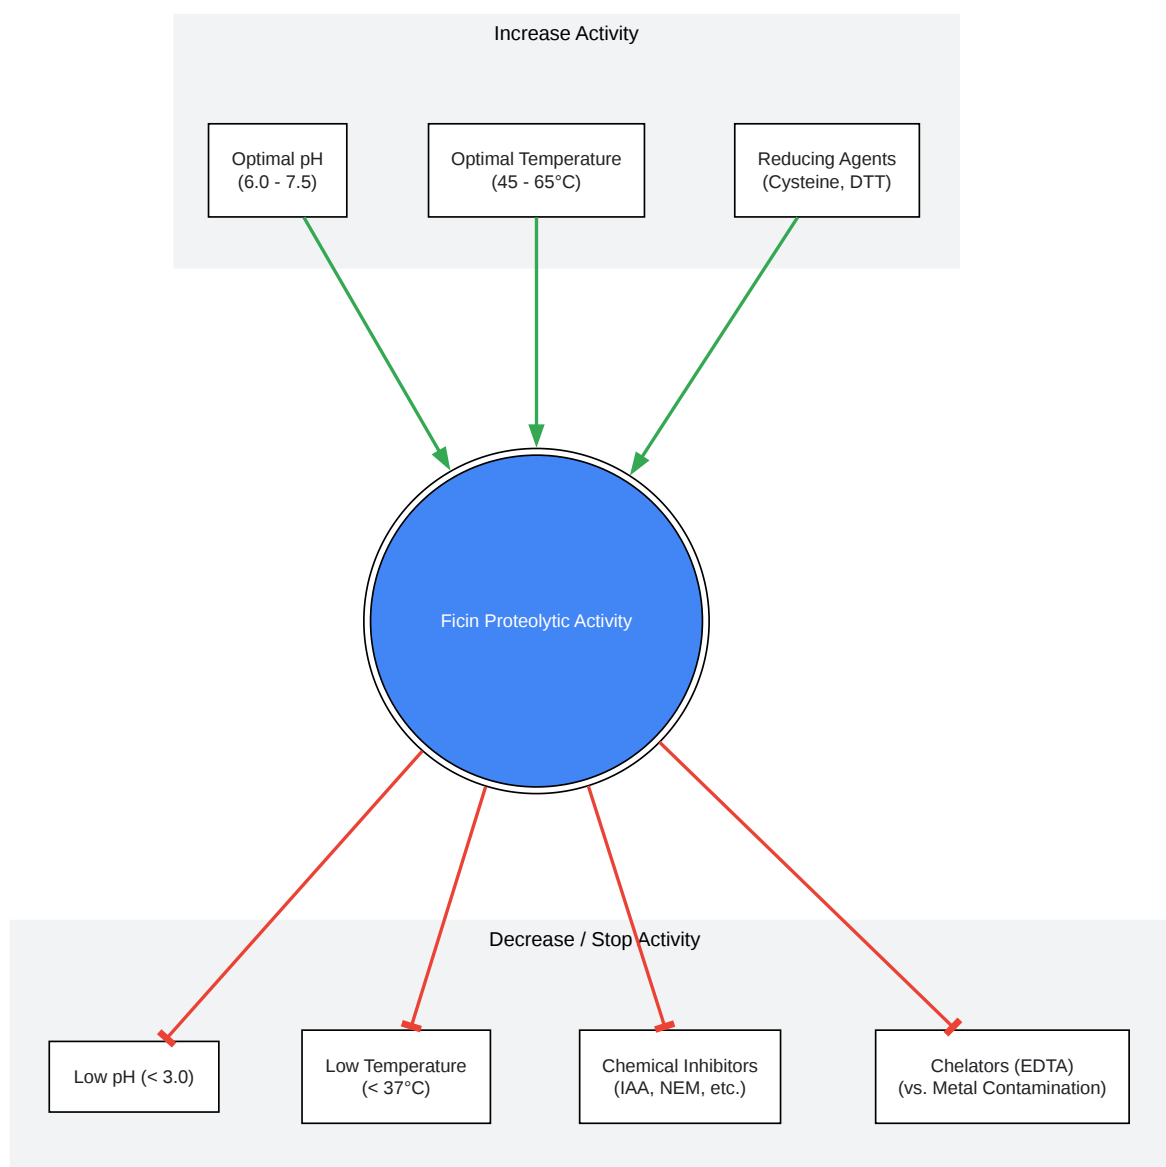 Increase Activity
Optimal pH
(6.0 - 7.5)
Optimal Temperature
(45 - 65°C)
Reducing Agents
(Cysteine, DTT)
Ficin Proteolytic Activity
Decrease / Stop Activity
Low pH (< 3.0)
Low Temperature
(< 37°C)
Chemical Inhibitors
(IAA, NEM, etc.)
Chelators (EDTA)
(vs. Metal Contamination)